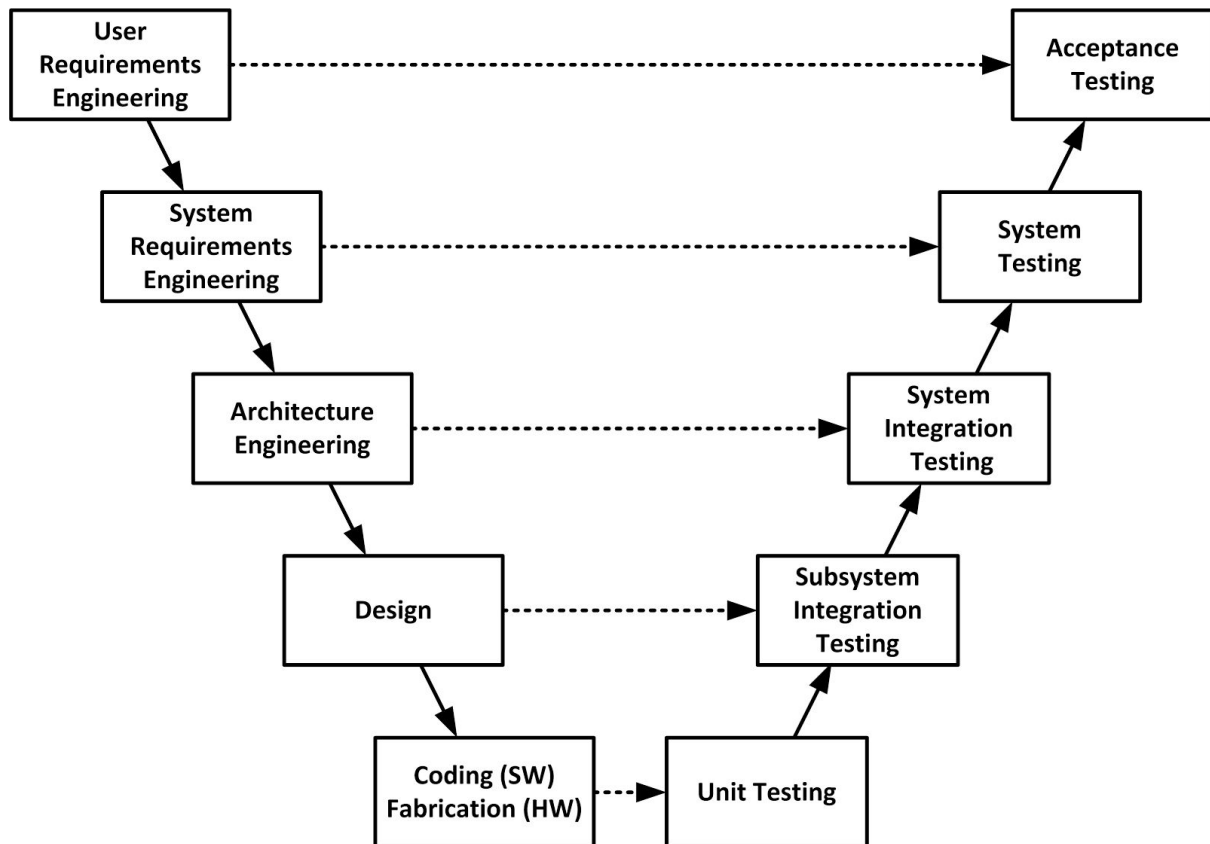 User
Requirements
Engineering
Acceptance
Testing
System
Requirements
Engineering
System
Testing
Architecture
Engineering
System
Integration
Testing
Design
Subsystem
Integration
Testing
Coding (SW)
Fabrication (HW)
Unit Testing